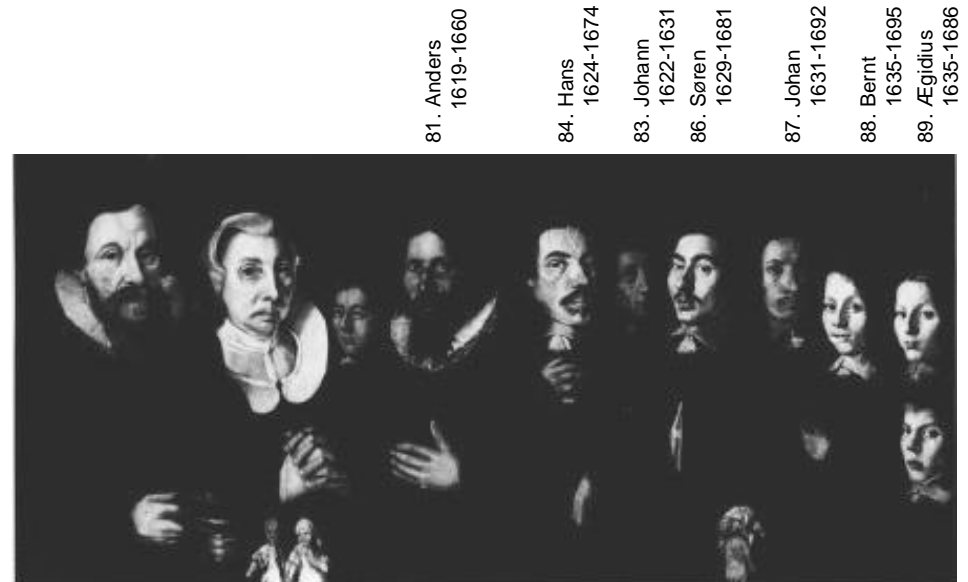 81. Anders
1619-1660
84. Hans
1624-1674
83. Johann
1622-1631
86. Søren
1629-1681
87. Johan
1631-1692
88. Bernt
1635-1695
89. Ægidius
1635-1686